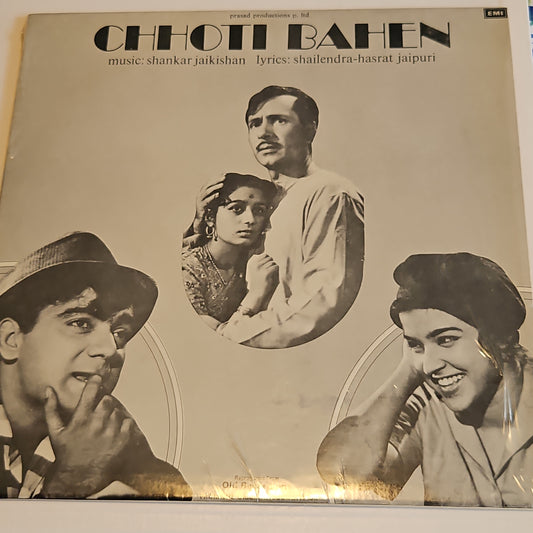 prasad productions p. ltd
EMI
CHHOTI BAHEN
music: shankar jaikishan lyrics: shailendra-hasrat jaipuri